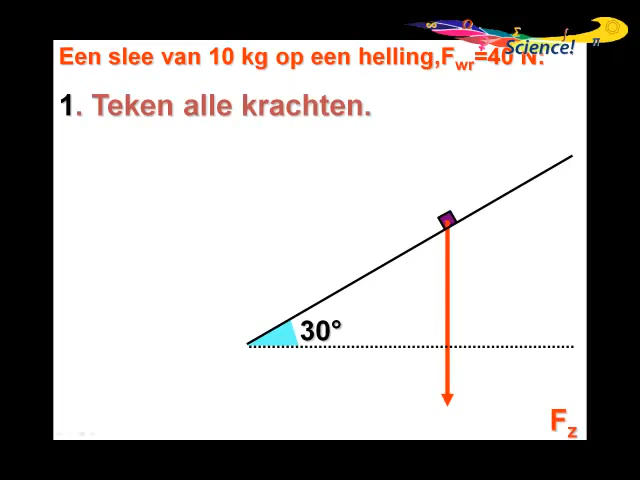 Science!
Een slee van 10 kg op een helling,Fwr=40 N.
1. Teken alle krachten.
30°
Fz